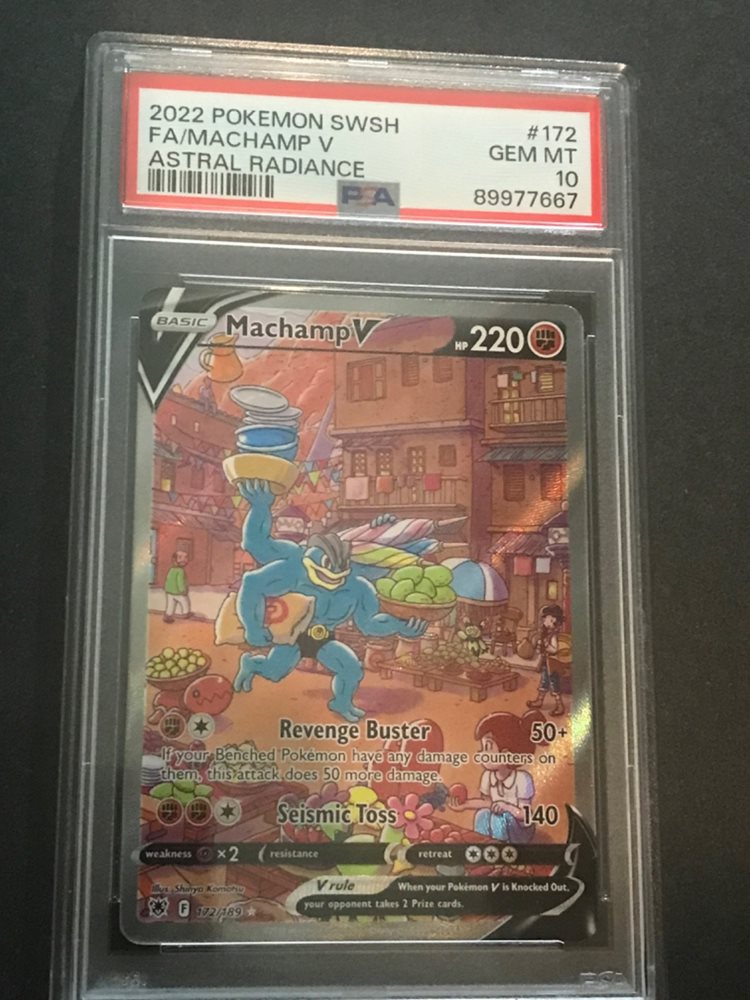 2022 POKEMON SWSH #172
FA/MACHAMP V GEM MT
ASTRAL RADIANCE 10
PSA 89977667
BASIC Machamp V HP 220
Revenge Buster 50+
If your Benched Pokémon have any damage counters on
them, this attack does 50 more damage.
Seismic Toss 140
weakness ×2 resistance retreat
V rule When your Pokémon V is Knocked Out,
your opponent takes 2 Prize cards.
Illus. Shinya Komatsu
F 172/189
PSA